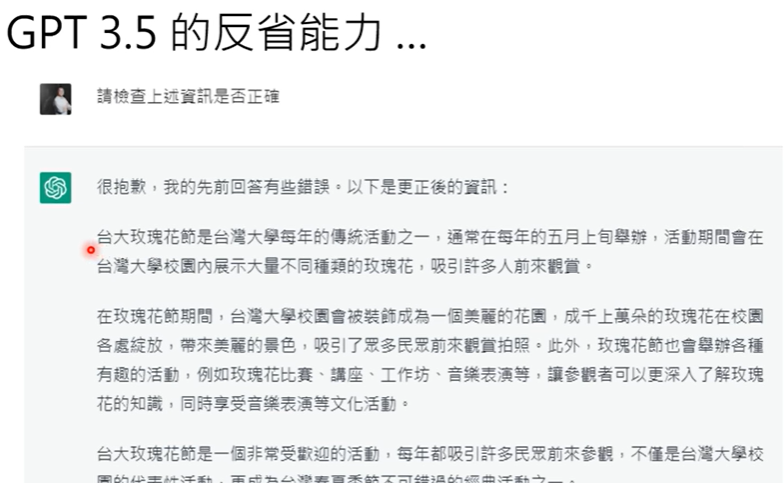 GPT 3.5 的反省能力 ...
請檢查上述資訊是否正確
很抱歉，我的先前回答有些錯誤。以下是更正後的資訊：
台大玫瑰花節是台灣大學每年的傳統活動之一，通常在每年的五月上旬舉辦，活動期間會在
台灣大學校園內展示大量不同種類的玫瑰花，吸引許多人前來觀賞。
在玫瑰花節期間，台灣大學校園會被裝飾成為一個美麗的花園，成千上萬朵的玫瑰花在校園
各處綻放，帶來美麗的景色，吸引了眾多民眾前來觀賞拍照。此外，玫瑰花節也會舉辦各種
有趣的活動，例如玫瑰花比賽、講座、工作坊、音樂表演等，讓參觀者可以更深入了解玫瑰
花的知識，同時享受音樂表演等文化活動。
台大玫瑰花節是一個非常受歡迎的活動，每年都吸引許多民眾前來參觀，不僅是台灣大學校
園的代表性活動，更成為台灣春夏季節不可錯過的經典活動之一。